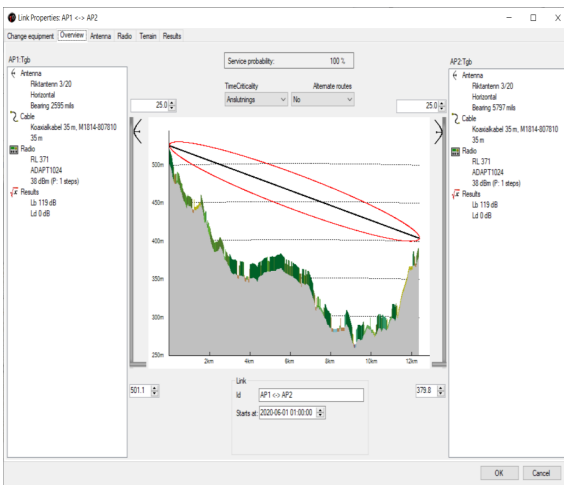 Link Properties: AP1 <-> AP2
Change equipment Overview Antenna Radio Terrain Results
AP1:Tgb
Antenna
Riktantenn 3/20
Horizontal
Bearing 2595 mils
Cable
Koaxialkabel 35 m, M1814-807810
35 m
Radio
RL 371
ADAPT1024
38 dBm (P: 1 steps)
√x Results
Lb 119 dB
Ld 0 dB
Service probability: 100 %
TimeCriticality Alternate routes
Anslutnings No
25.0 25.0
500m
450m
400m
350m
300m
250m
2km 4km 6km 8km 10km 12km
501.1 379.8
Link
Id AP1 <-> AP2
Starts at: 2020-06-01 01:00:00
AP2:Tgb
Antenna
Riktantenn 3/20
Horizontal
Bearing 5797 mils
Cable
Koaxialkabel 35 m, M1814-807810
35 m
Radio
RL 371
ADAPT1024
38 dBm (P: 1 steps)
√x Results
Lb 119 dB
Ld 0 dB
OK Cancel